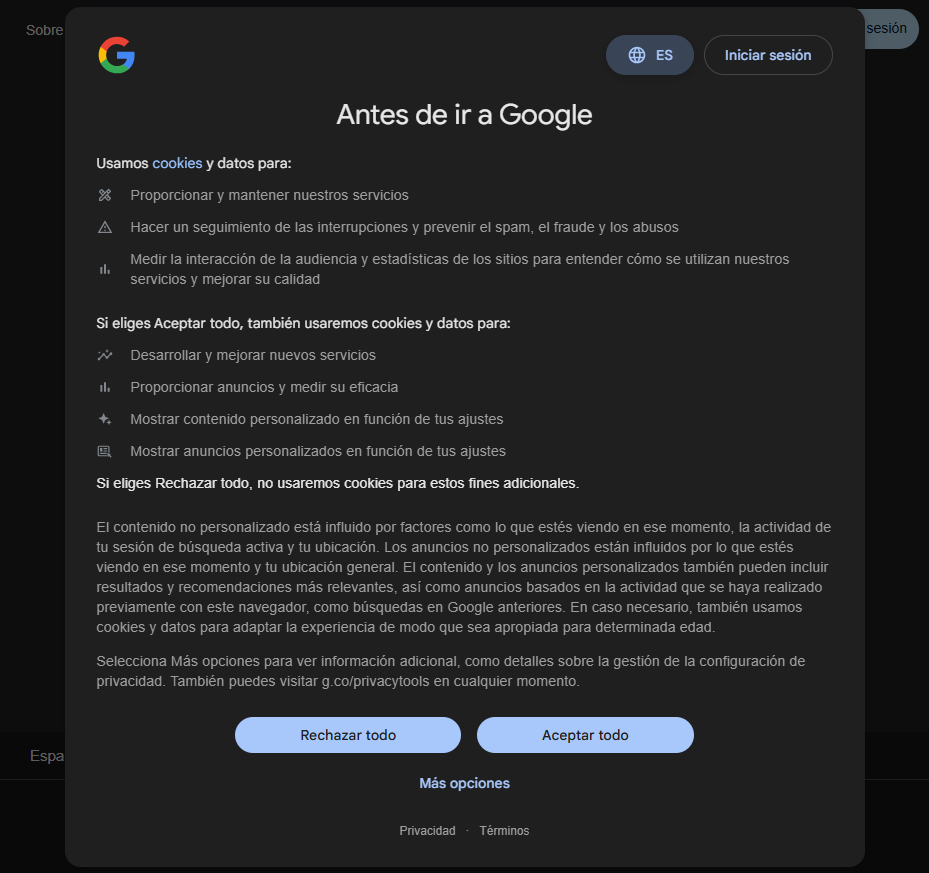 Sobre
sesión
ES
Iniciar sesión
Antes de ir a Google
Usamos cookies y datos para:
Proporcionar y mantener nuestros servicios
Hacer un seguimiento de las interrupciones y prevenir el spam, el fraude y los abusos
Medir la interacción de la audiencia y estadísticas de los sitios para entender cómo se utilizan nuestros
servicios y mejorar su calidad
Si eliges Aceptar todo, también usaremos cookies y datos para:
Desarrollar y mejorar nuevos servicios
Proporcionar anuncios y medir su eficacia
Mostrar contenido personalizado en función de tus ajustes
Mostrar anuncios personalizados en función de tus ajustes
Si eliges Rechazar todo, no usaremos cookies para estos fines adicionales.
El contenido no personalizado está influido por factores como lo que estés viendo en ese momento, la actividad de
tu sesión de búsqueda activa y tu ubicación. Los anuncios no personalizados están influidos por lo que estés
viendo en ese momento y tu ubicación general. El contenido y los anuncios personalizados también pueden incluir
resultados y recomendaciones más relevantes, así como anuncios basados en la actividad que se haya realizado
previamente con este navegador, como búsquedas en Google anteriores. En caso necesario, también usamos
cookies y datos para adaptar la experiencia de modo que sea apropiada para determinada edad.
Selecciona Más opciones para ver información adicional, como detalles sobre la gestión de la configuración de
privacidad. También puedes visitar g.co/privacytools en cualquier momento.
Rechazar todo
Aceptar todo
Espa
Más opciones
Privacidad · Términos